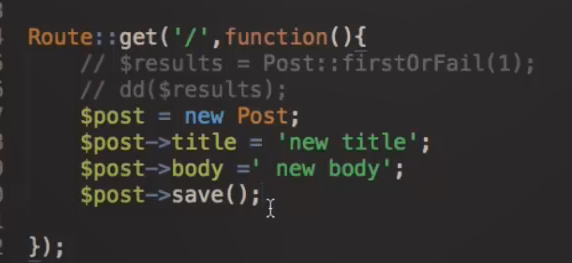 Route::get('/',function(){
// $results = Post::firstOrFail(1);
// dd($results);
$post = new Post;
$post->title = 'new title';
$post->body =' new body';
$post->save();
});